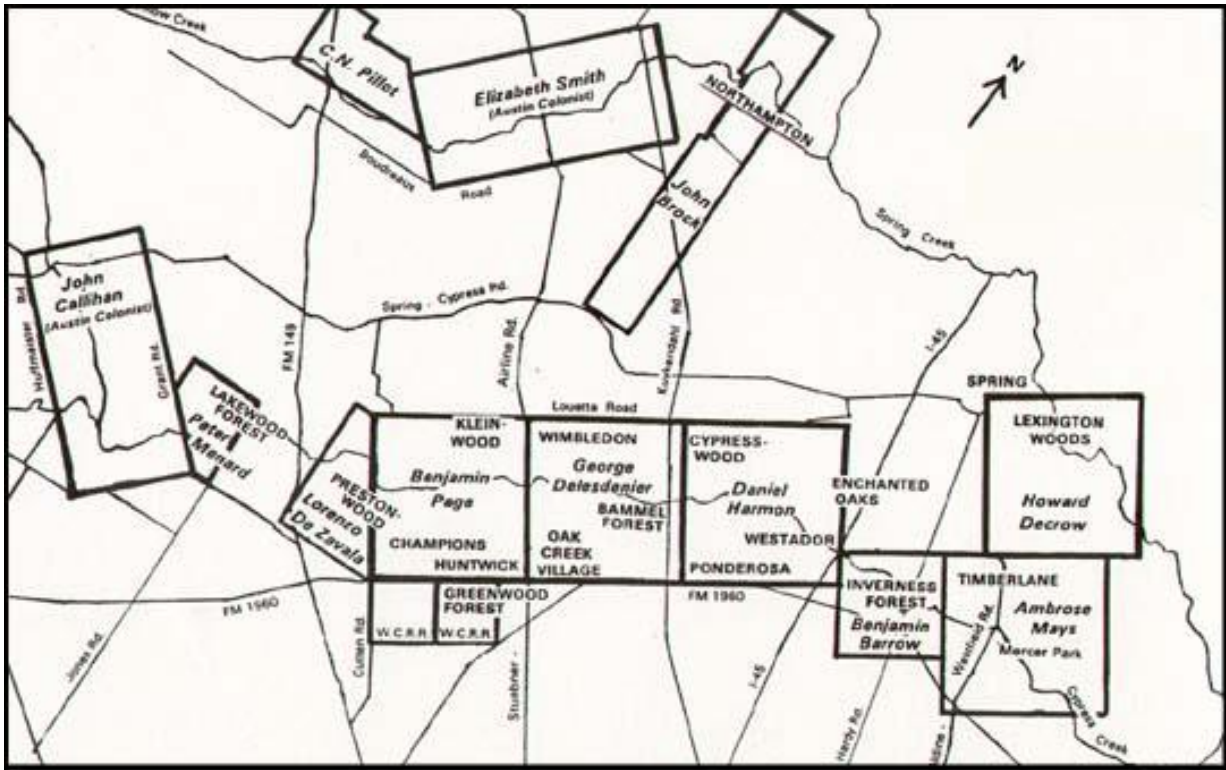 Creek
C.N. Pillot
Elizabeth Smith
(Austin Colonist)
N
NORTHAMPTON
Boudreaux
Road
John
Brock
Spring Creek
John
Callihan
(Austin Colonist)
Huffmeister Rd.
Grant Rd.
Spring - Cypress Rd.
FM 149
Airline Rd.
Kuykendahl Rd
I-45
LAKEWOOD
FOREST
Peter
Menard
SPRING
LEXINGTON
WOODS
Howard
Decrow
Louetta Road
KLEIN-
WOOD
Benjamin
Page
CHAMPIONS
HUNTWICK
WIMBLEDON
George
Delesdenier
BAMMEL
FOREST
OAK
CREEK
VILLAGE
CYPRESS-
WOOD
Daniel
Harmon
WESTADOR
PONDEROSA
ENCHANTED
OAKS
PRESTON-
WOOD
Lorenzo
De Zavala
FM 1960
GREENWOOD
FOREST
W.C.R.R.
W.C.R.R.
FM 1960
INVERNESS
FOREST
Benjamin
Barrow
TIMBERLANE
Ambrose
Mays
Mercer Park
Westfield Rd.
Jones Rd.
Cutten Rd.
Stuebner -
I-45
Hardy Rd.
Cypress
Creek